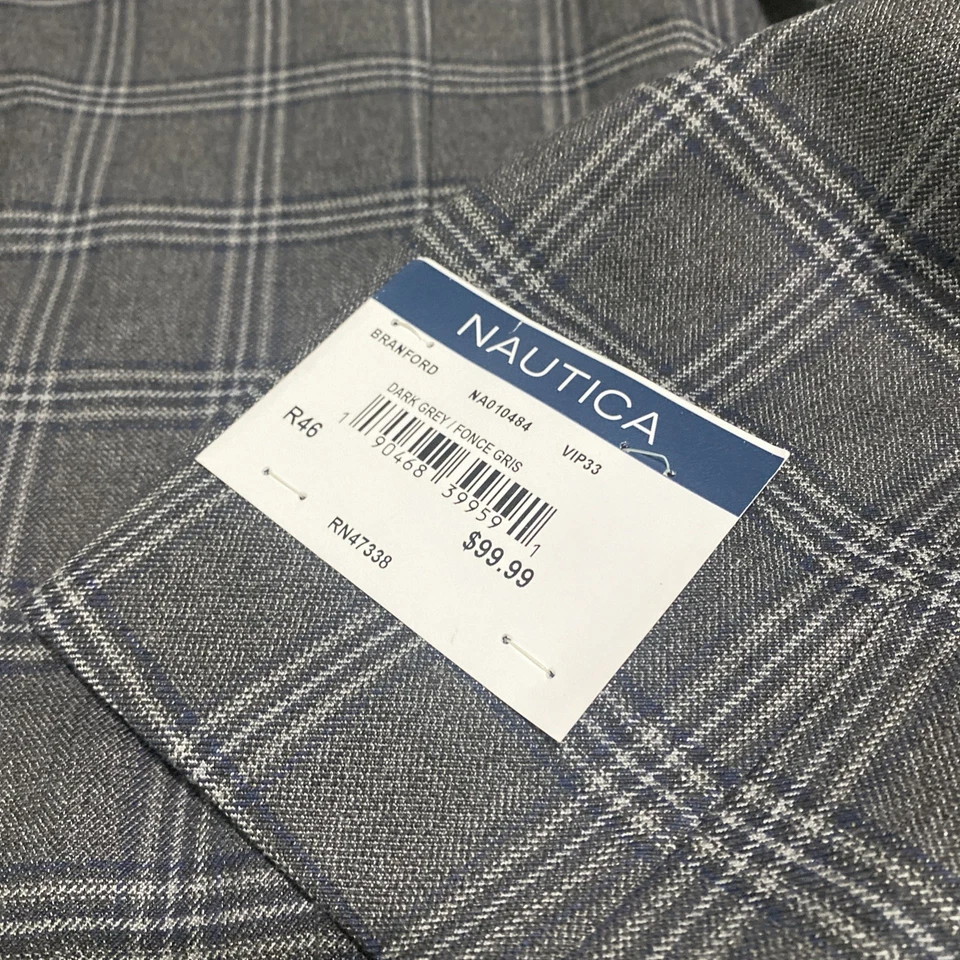 NAUTICA
BRANFORD NA010484 VIP33
DARK GREY / FONCE GRIS
R46
1 90468 39959 1
$99.99
RN47338